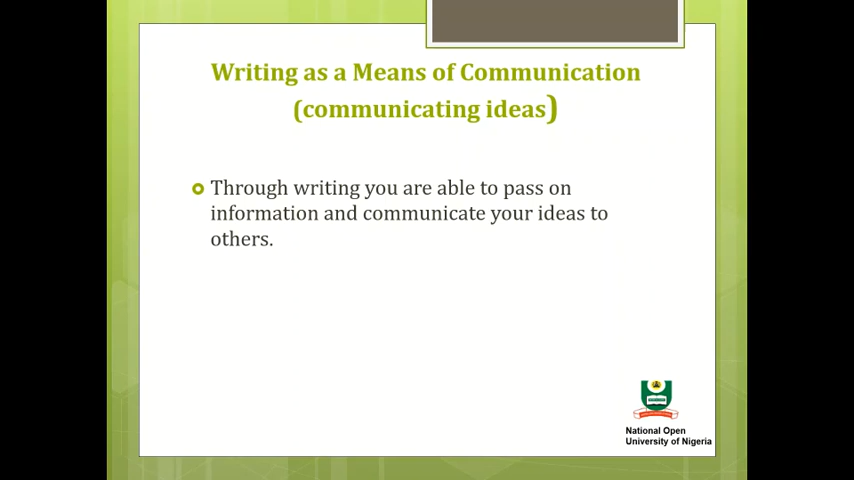 Writing as a Means of Communication
(communicating ideas)
Through writing you are able to pass on
information and communicate your ideas to
others.
National Open
University of Nigeria